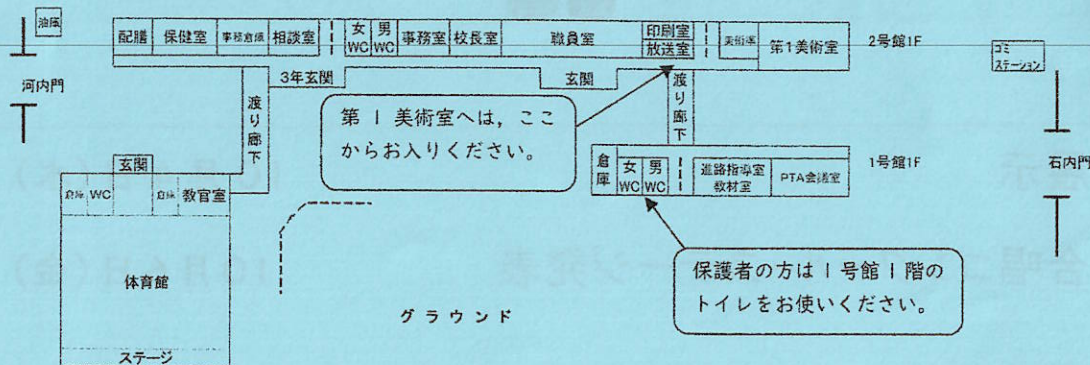 油庫
配膳 保健室 事務倉庫 相談室 女WC 男WC 事務室 校長室 職員室 印刷室 放送室 美術準 第1美術室 2号館1F
ゴミ
ステーション
河内門
3年玄関
玄関
渡り廊下
渡り廊下
第1美術室へは,ここ
からお入りください。
倉庫 女WC 男WC 進路指導室 教材室 PTA会議室 1号館1F
石内門
玄関
倉庫 WC 倉庫 教官室
体育館
ステージ
グラウンド
保護者の方は1号館1階の
トイレをお使いください。